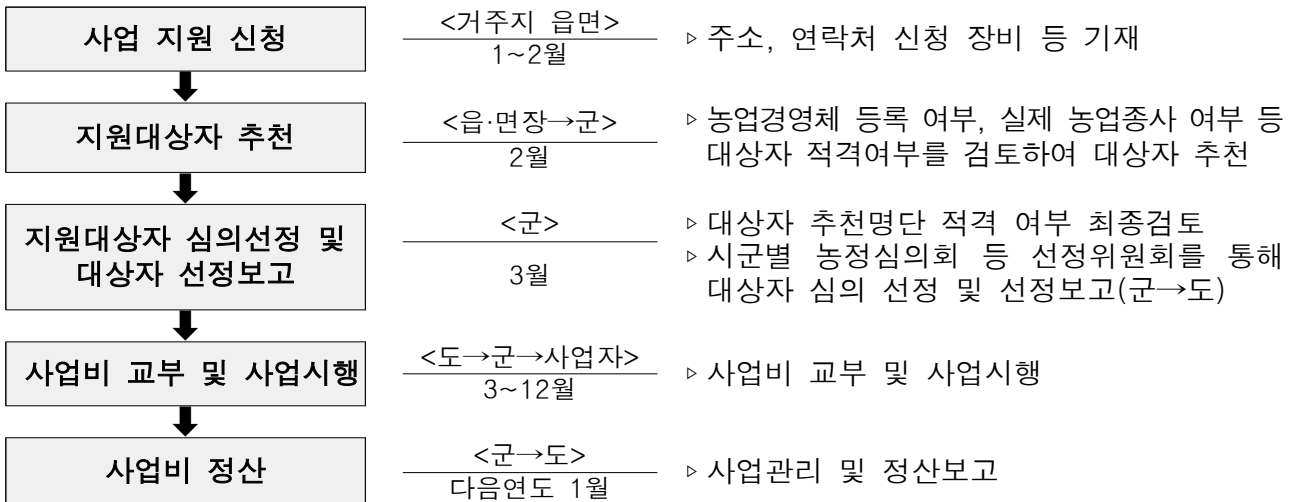 사업 지원 신청
<거주지 읍면>
1~2월
▹주소, 연락처 신청 장비 등 기재
지원대상자 추천
<읍·면장→군>
2월
▹농업경영체 등록 여부, 실제 농업종사 여부 등
대상자 적격여부를 검토하여 대상자 추천
지원대상자 심의선정 및
대상자 선정보고
<군>
3월
▹대상자 추천명단 적격 여부 최종검토
▹시군별 농정심의회 등 선정위원회를 통해
대상자 심의 선정 및 선정보고(군→도)
사업비 교부 및 사업시행
<도→군→사업자>
3~12월
▹사업비 교부 및 사업시행
사업비 정산
<군→도>
다음연도 1월
▹사업관리 및 정산보고